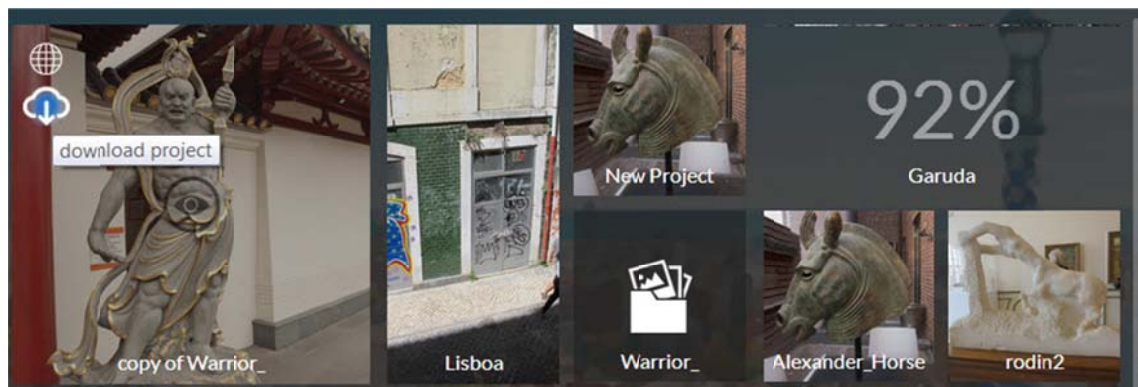 download project
copy of Warrior_
Lisboa
New Project
92%
Garuda
Warrior_
Alexander_Horse
rodin2